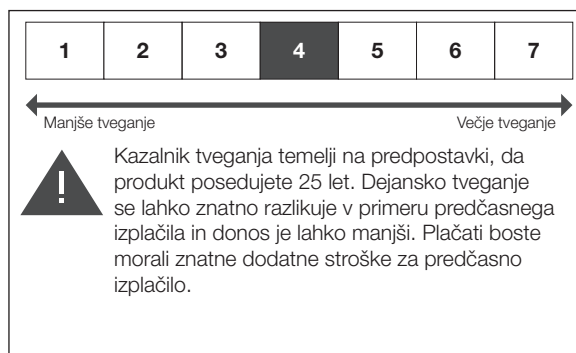 1 2 3 4 5 6 7
Manjše tveganje Večje tveganje
Kazalnik tveganja temelji na predpostavki, da
produkt posedujete 25 let. Dejansko tveganje
se lahko znatno razlikuje v primeru predčasnega
izplačila in donos je lahko manjši. Plačati boste
morali znatne dodatne stroške za predčasno
izplačilo.